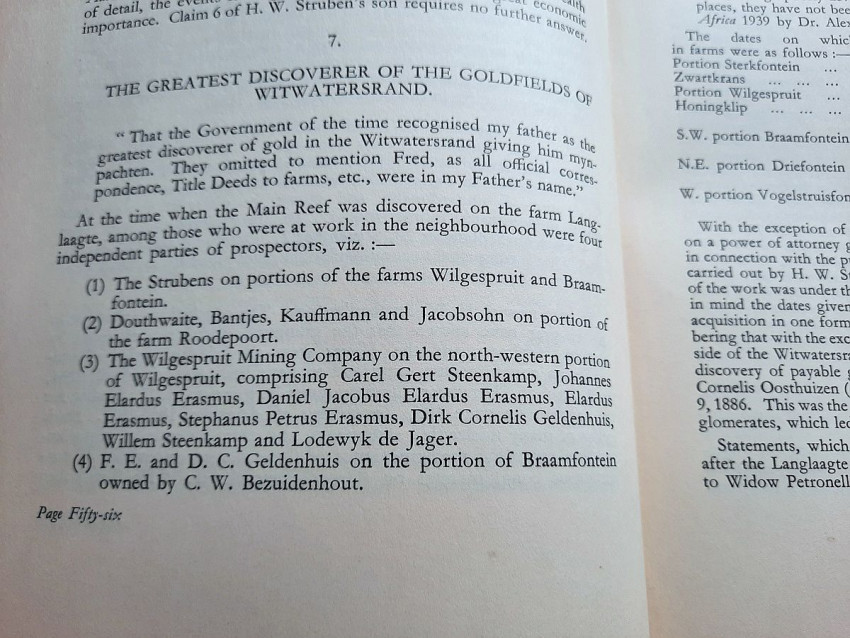 of detail, the
economic
importance. Claim 6 of H. W. Struben's son requires no further answer.
7.
THE GREATEST DISCOVERER OF THE GOLDFIELDS OF
WITWATERSRAND.
“ That the Government of the time recognised my father as the
greatest discoverer of gold in the Witwatersrand giving him myn-
pachten. They omitted to mention Fred, as all official corres-
pondence, Title Deeds to farms, etc., were in my Father's name.”
At the time when the Main Reef was discovered on the farm Lang-
laagte, among those who were at work in the neighbourhood were four
independent parties of prospectors, viz. :—
(1) The Strubens on portions of the farms Wilgespruit and Braam-
fontein.
(2) Douthwaite, Bantjes, Kauffmann and Jacobsohn on portion of
the farm Roodepoort.
(3) The Wilgespruit Mining Company on the north-western portion
of Wilgespruit, comprising Carel Gert Steenkamp, Johannes
Elardus Erasmus, Daniel Jacobus Elardus Erasmus, Elardus
Erasmus, Stephanus Petrus Erasmus, Dirk Cornelis Geldenhuis,
Willem Steenkamp and Lodewyk de Jager.
(4) F. E. and D. C. Geldenhuis on the portion of Braamfontein
owned by C. W. Bezuidenhout.
Page Fifty-six
places, they have not
Africa 1939 by Dr.
The dates on
in farms were as follows :—
Portion Sterkfontein ...
Zwartkrans ... ...
Portion Wilgespruit ...
Honingklip ... ...
S.W. portion Braamfontein
N.E. portion Driefontein
W. portion
With the exception of
on a power of attorney
in connection with the
carried out by H. W.
of the work was under
in mind the dates
acquisition in one
bering that with the
side of the
discovery of payable
Cornelis Oosthuizen (
9, 1886. This was the
glomerates, which
Statements, which
after the Langlaagte
to Widow